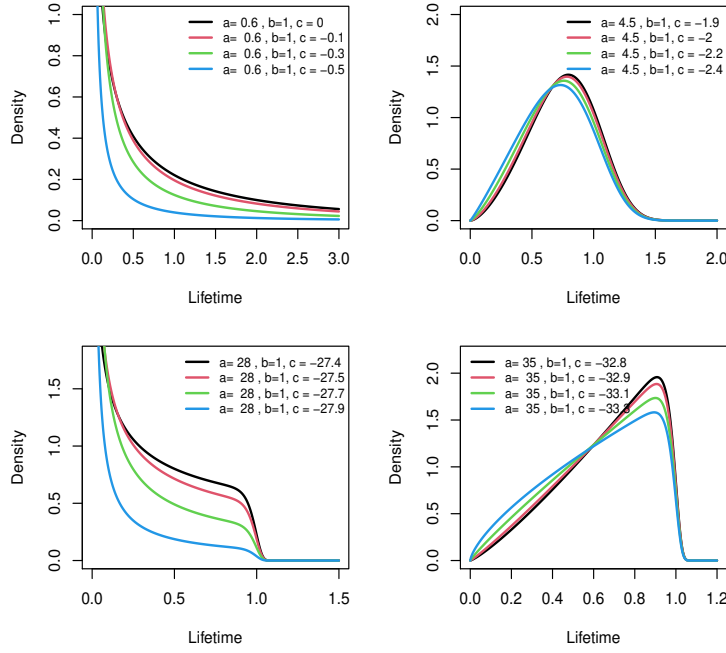 a= 0.6 , b=1, c = 0
a= 0.6 , b=1, c = −0.1
a= 0.6 , b=1, c = −0.3
a= 0.6 , b=1, c = −0.5
Density
0.0 0.2 0.4 0.6 0.8 1.0
0.0 0.5 1.0 1.5 2.0 2.5 3.0
Lifetime
a= 4.5 , b=1, c = −1.9
a= 4.5 , b=1, c = −2
a= 4.5 , b=1, c = −2.2
a= 4.5 , b=1, c = −2.4
Density
0.0 0.5 1.0 1.5 2.0
0.0 0.5 1.0 1.5 2.0
Lifetime
a= 28 , b=1, c = −27.4
a= 28 , b=1, c = −27.5
a= 28 , b=1, c = −27.7
a= 28 , b=1, c = −27.9
Density
0.0 0.5 1.0 1.5
0.0 0.5 1.0 1.5
Lifetime
a= 35 , b=1, c = −32.8
a= 35 , b=1, c = −32.9
a= 35 , b=1, c = −33.1
a= 35 , b=1, c = −33.3
Density
0.0 0.5 1.0 1.5 2.0
0.0 0.2 0.4 0.6 0.8 1.0 1.2
Lifetime